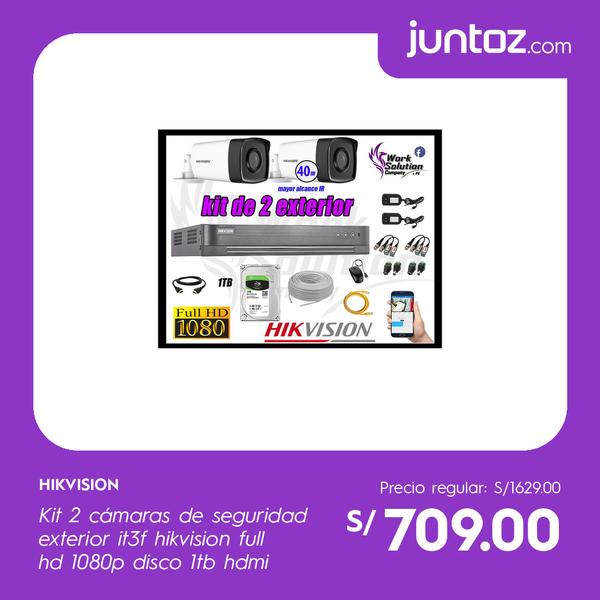 juntoz.com
HIKVISION
HIKVISION
40m
mayor alcance IR
Work
Solution
Company
kit de 2 exterior
1TB
Full HD
1080
HIKVISION
HIKVISION
Precio regular: S/1629.00
Kit 2 cámaras de seguridad
exterior it3f hikvision full
hd 1080p disco 1tb hdmi
S/ 709.00